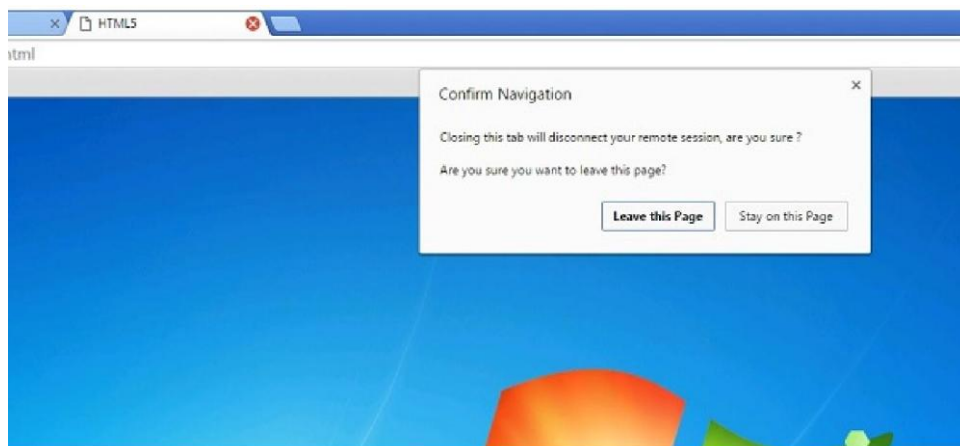 HTML5
html
Confirm Navigation
Closing this tab will disconnect your remote session, are you sure ?
Are you sure you want to leave this page?
Leave this Page Stay on this Page